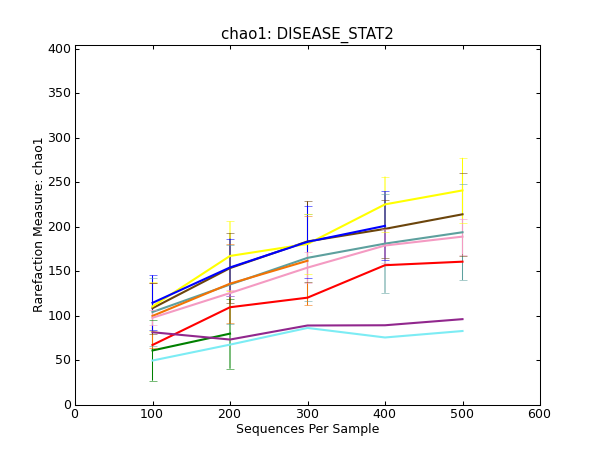 chao1: DISEASE_STAT2
Rarefaction Measure: chao1
400
350
300
250
200
150
100
50
0
0 100 200 300 400 500 600
Sequences Per Sample